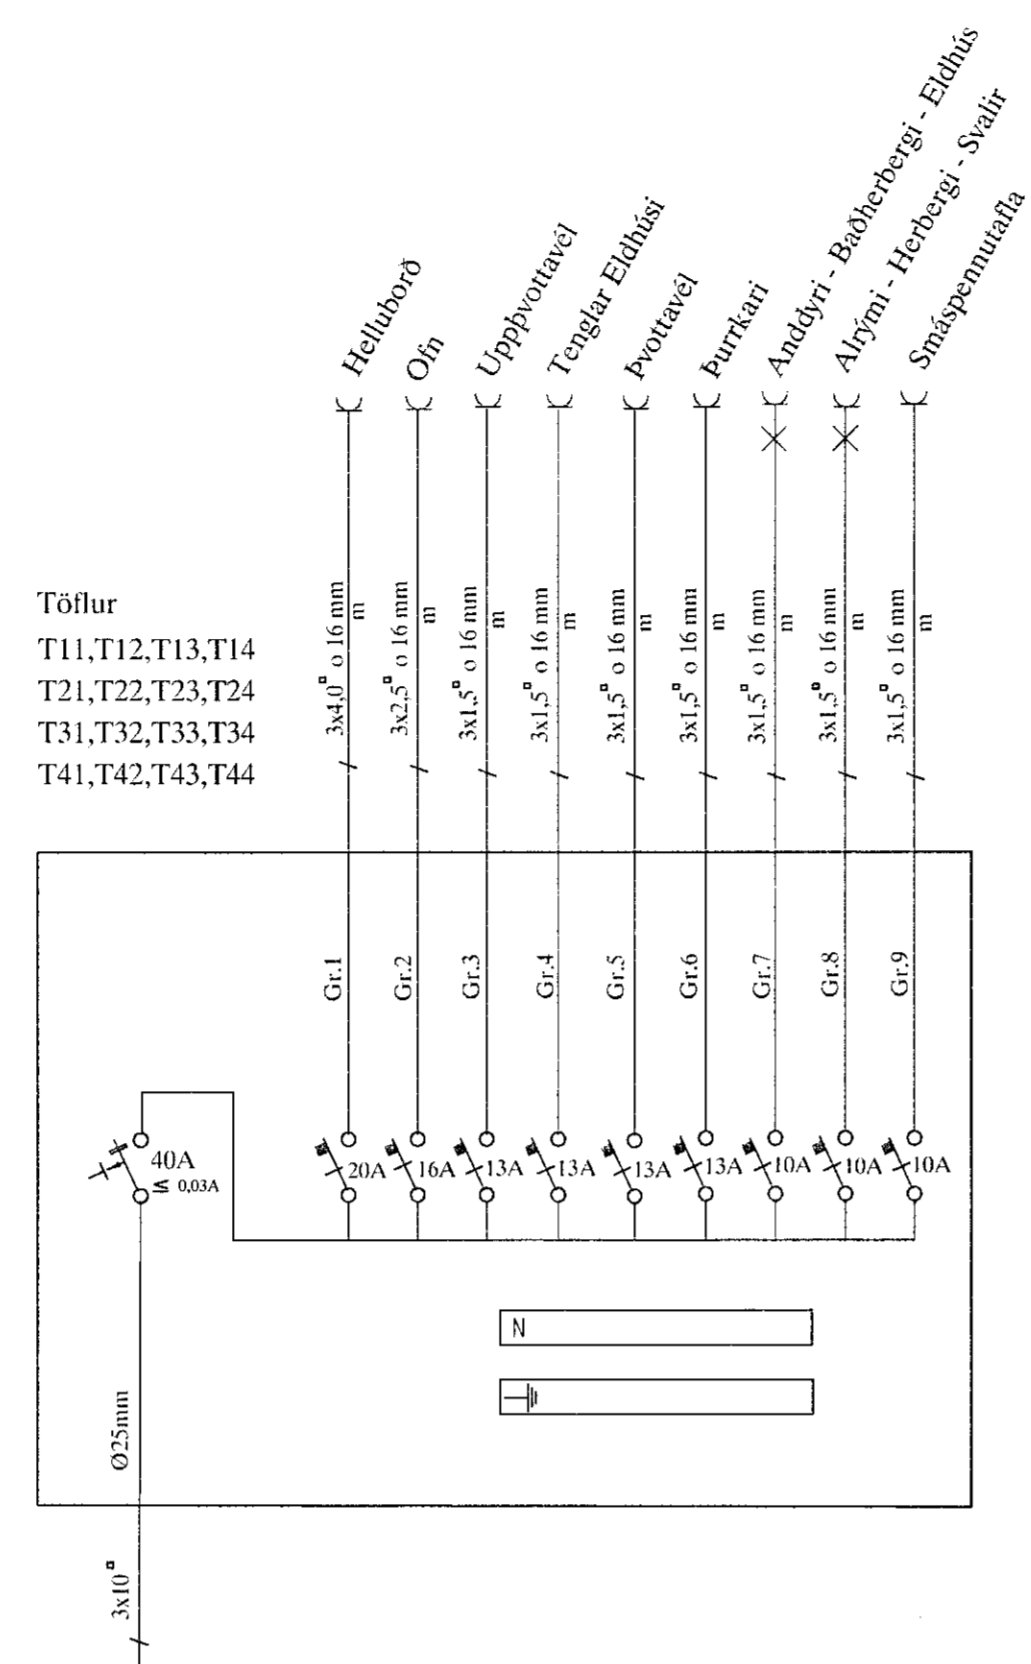 Helluborð
Ofn
Uppþvottavél
Tenglar Eldhúsi
Þvottavél
Þurrkari
Anddyri - Baðherbergi - Eldhús
Alrými - Herbergi - Svalir
Smáspennutafla
Töflur
T11,T12,T13,T14
T21,T22,T23,T24
T31,T32,T33,T34
T41,T42,T43,T44
3x4,0▫ o 16 mm
m
3x2,5▫ o 16 mm
m
3x1,5▫ o 16 mm
m
3x1,5▫ o 16 mm
m
3x1,5▫ o 16 mm
m
3x1,5▫ o 16 mm
m
3x1,5▫ o 16 mm
m
3x1,5▫ o 16 mm
m
3x1,5▫ o 16 mm
m
Gr.1
Gr.2
Gr.3
Gr.4
Gr.5
Gr.6
Gr.7
Gr.8
Gr.9
40A
≤ 0,03A
20A
16A
13A
13A
13A
13A
10A
10A
10A
N
Ø25mm
3x10▫